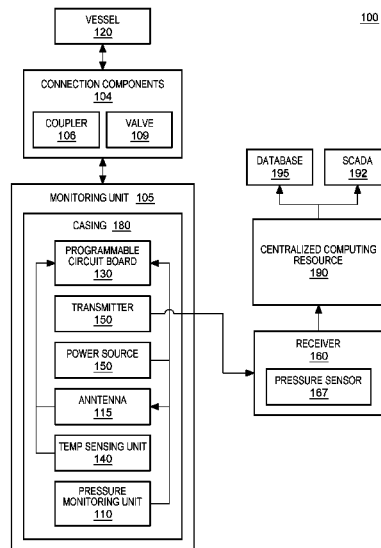 100
VESSEL
120
CONNECTION COMPONENTS
104
COUPLER
106
VALVE
109
MONITORING UNIT 105
CASING 180
PROGRAMMABLE
CIRCUIT BOARD
130
TRANSMITTER
150
POWER SOURCE
150
ANNTENNA
115
TEMP SENSING UNIT
140
PRESSURE
MONITORING UNIT
110
DATABASE
195
SCADA
192
CENTRALIZED COMPUTING
RESOURCE
190
RECEIVER
160
PRESSURE SENSOR
167